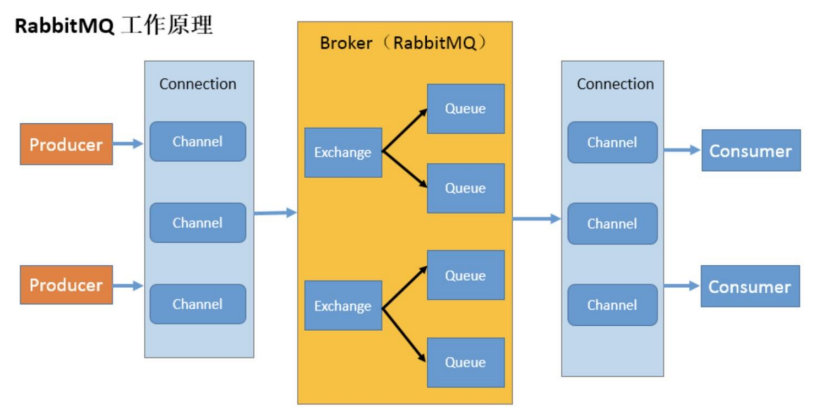 RabbitMQ 工作原理
Broker（RabbitMQ）
Connection
Connection
Queue
Producer
Channel
Exchange
Channel
Consumer
Queue
Channel
Channel
Queue
Producer
Channel
Exchange
Channel
Consumer
Queue